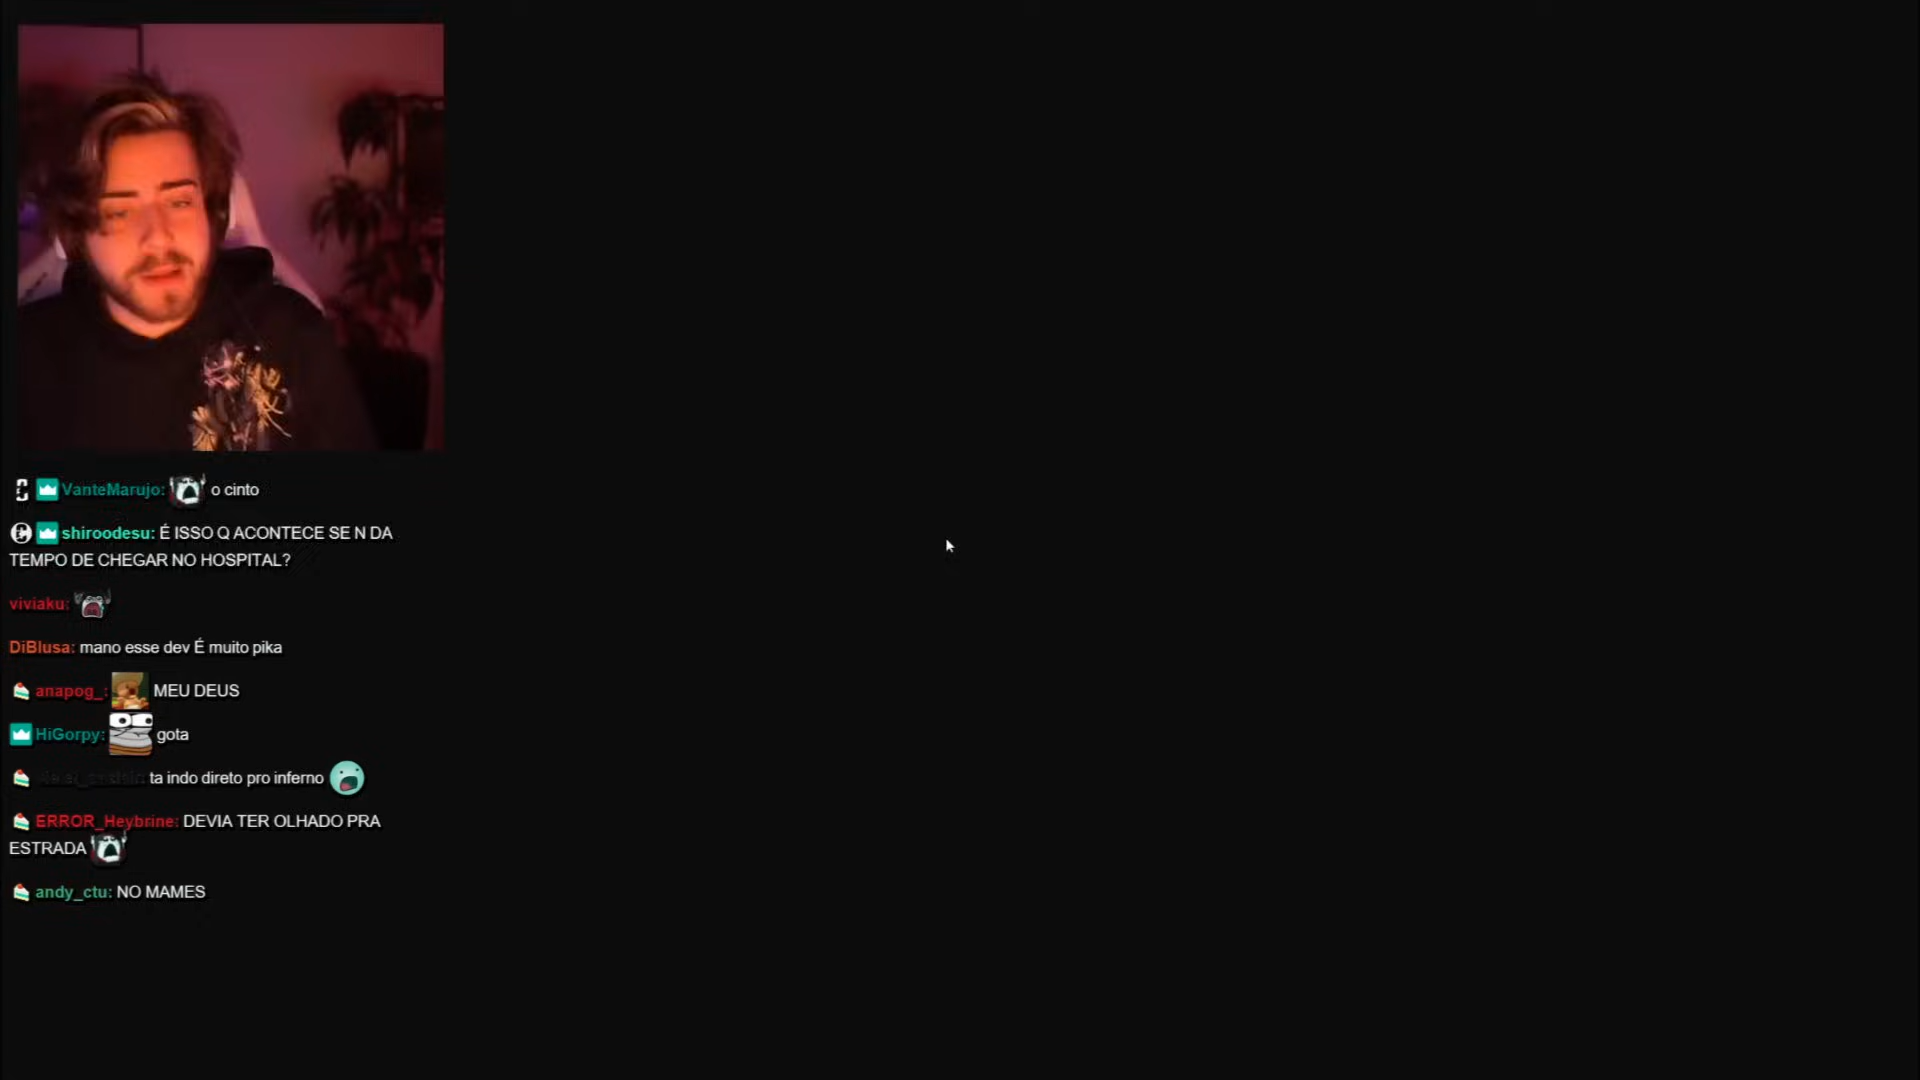 VanteMarujo: o cinto
shiroodesu: É ISSO Q ACONTECE SE N DA
TEMPO DE CHEGAR NO HOSPITAL?
viviaku:
DiBlusa: mano esse dev É muito pika
anapog_: MEU DEUS
HiGorpy: gota
ta indo direto pro inferno
ERROR_Heybrine: DEVIA TER OLHADO PRA
ESTRADA
andy_ctu: NO MAMES